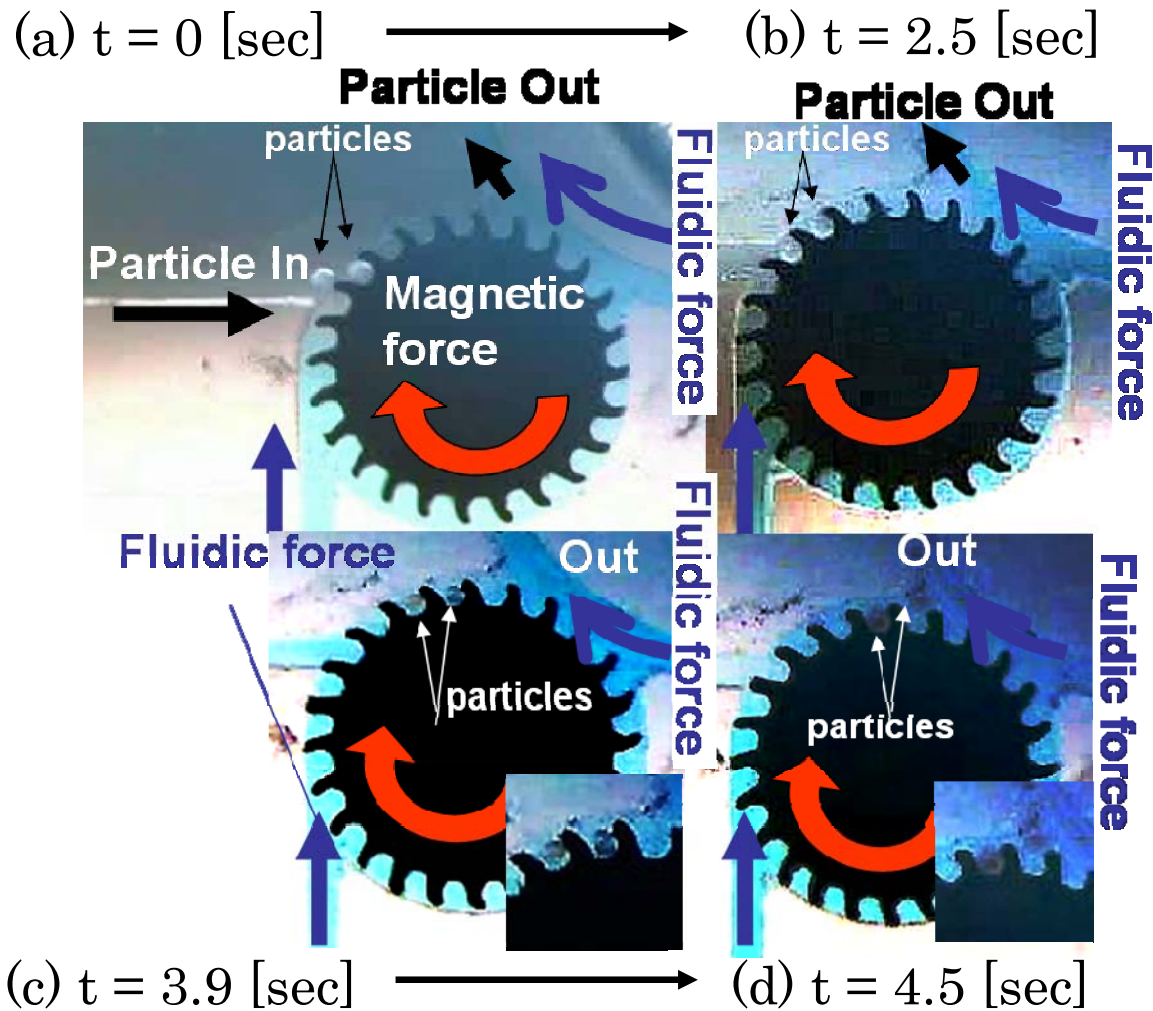 (a) t = 0 [sec]
(b) t = 2.5 [sec]
Particle Out
Particle Out
particles
particles
Fluidic force
Fluidic force
Particle In
Magnetic
force
Fluidic force
Out
Out
Fluidic force
Fluidic force
particles
particles
(c) t = 3.9 [sec]
(d) t = 4.5 [sec]